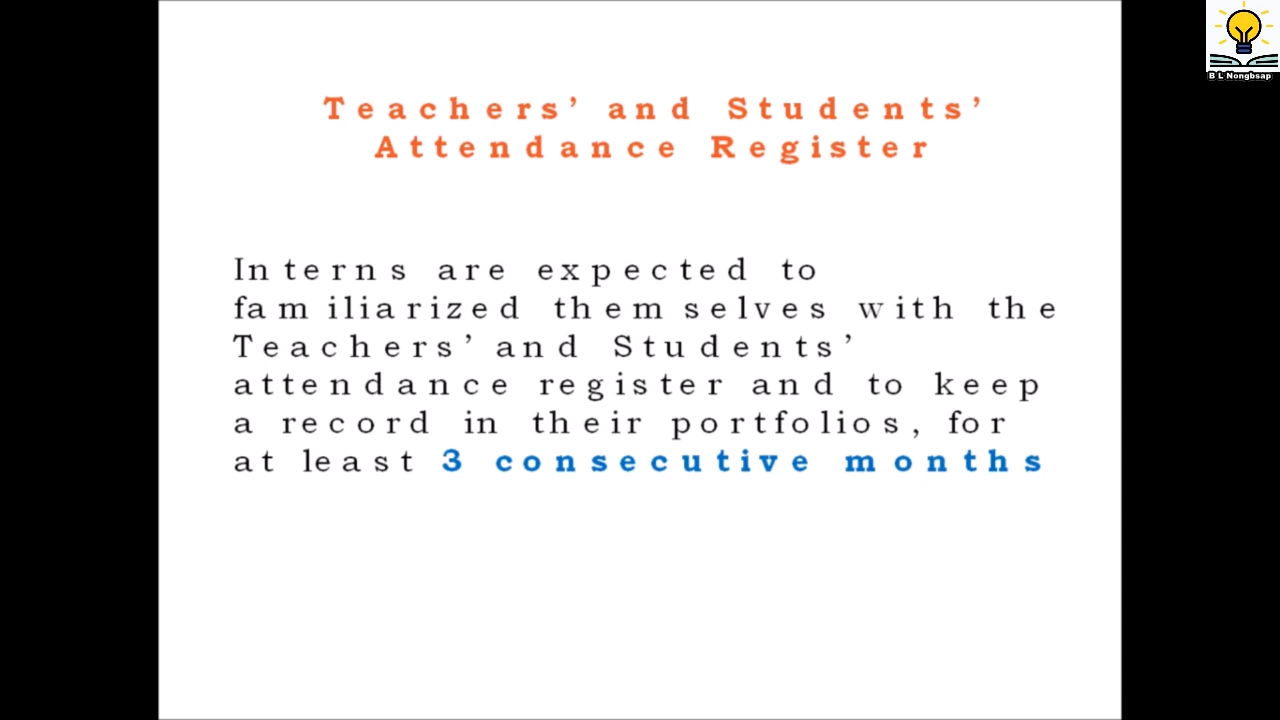 B L Nongbsap
Teachers’ and Students’
Attendance Register
Interns are expected to
familiarized themselves with the
Teachers’ and Students’
attendance register and to keep
a record in their portfolios, for
at least 3 consecutive months